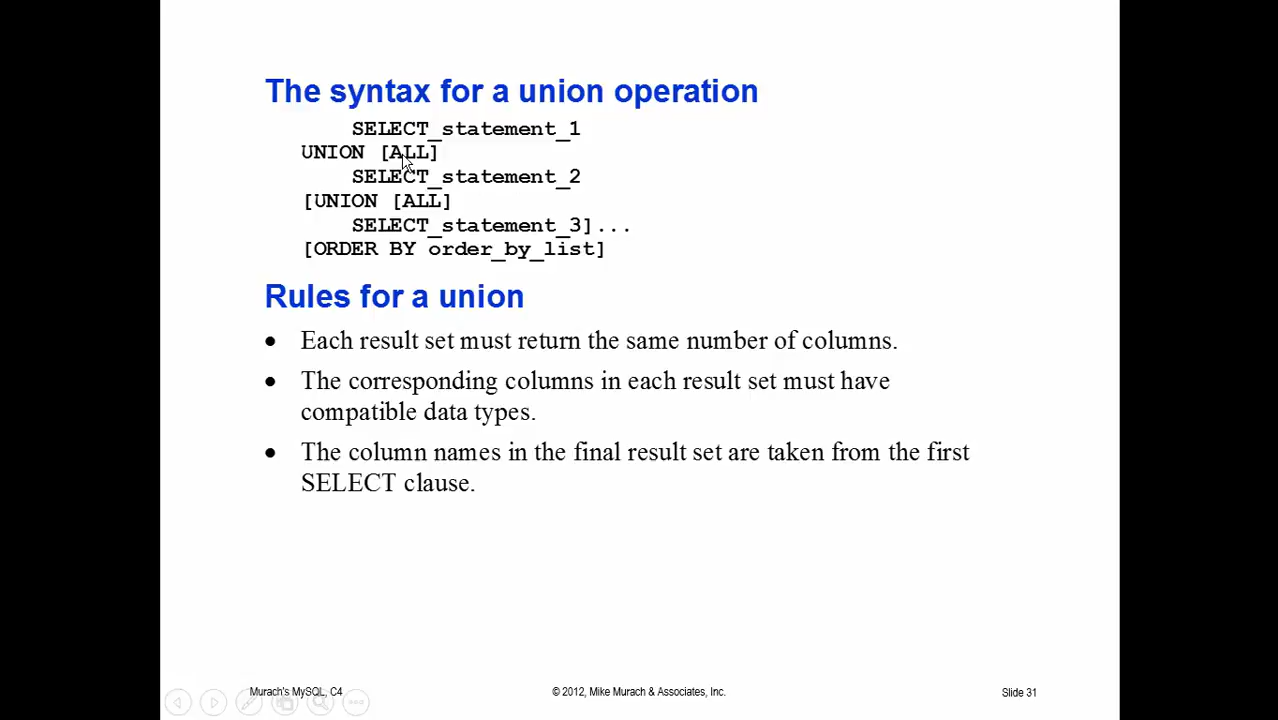 The syntax for a union operation
SELECT_statement_1
UNION [ALL]
SELECT_statement_2
[UNION [ALL]
SELECT_statement_3]...
[ORDER BY order_by_list]
Rules for a union
• Each result set must return the same number of columns.
• The corresponding columns in each result set must have
compatible data types.
• The column names in the final result set are taken from the first
SELECT clause.
Murach's MySQL, C4
© 2012, Mike Murach & Associates, Inc.
Slide 31